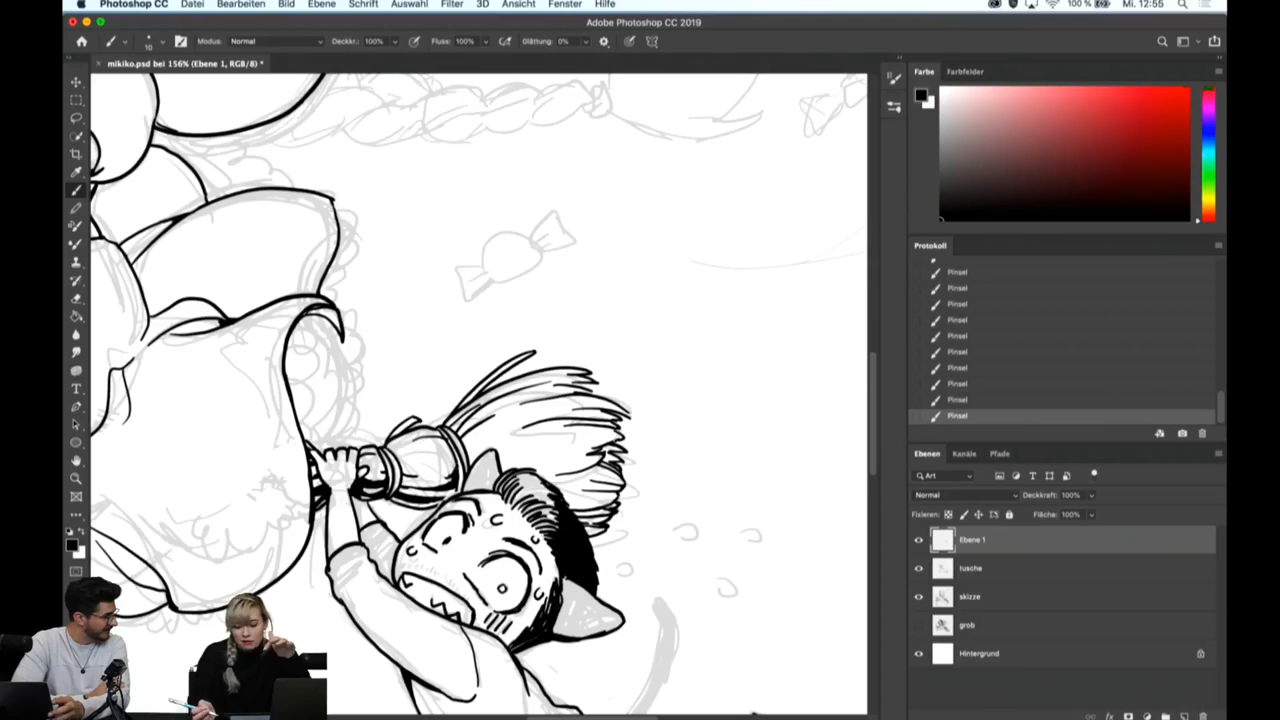 Photoshop CC Datei Bearbeiten Bild Ebene Schrift Auswahl Filter 3D Ansicht Fenster Hilfe 100 % Mi. 12:55
Adobe Photoshop CC 2019
10 Modus: Normal Deckkr.: 100% Fluss: 100% Glättung: 0%
× mikiko.psd bei 156% (Ebene 1, RGB/8) *
Farbe Farbfelder
Protokoll
Pinsel
Pinsel
Pinsel
Pinsel
Pinsel
Pinsel
Pinsel
Pinsel
Pinsel
Pinsel
Ebenen Kanäle Pfade
Art
Normal Deckkraft: 100%
Fixieren: Fläche: 100%
Ebene 1
tusche
skizze
grob
Hintergrund
fx